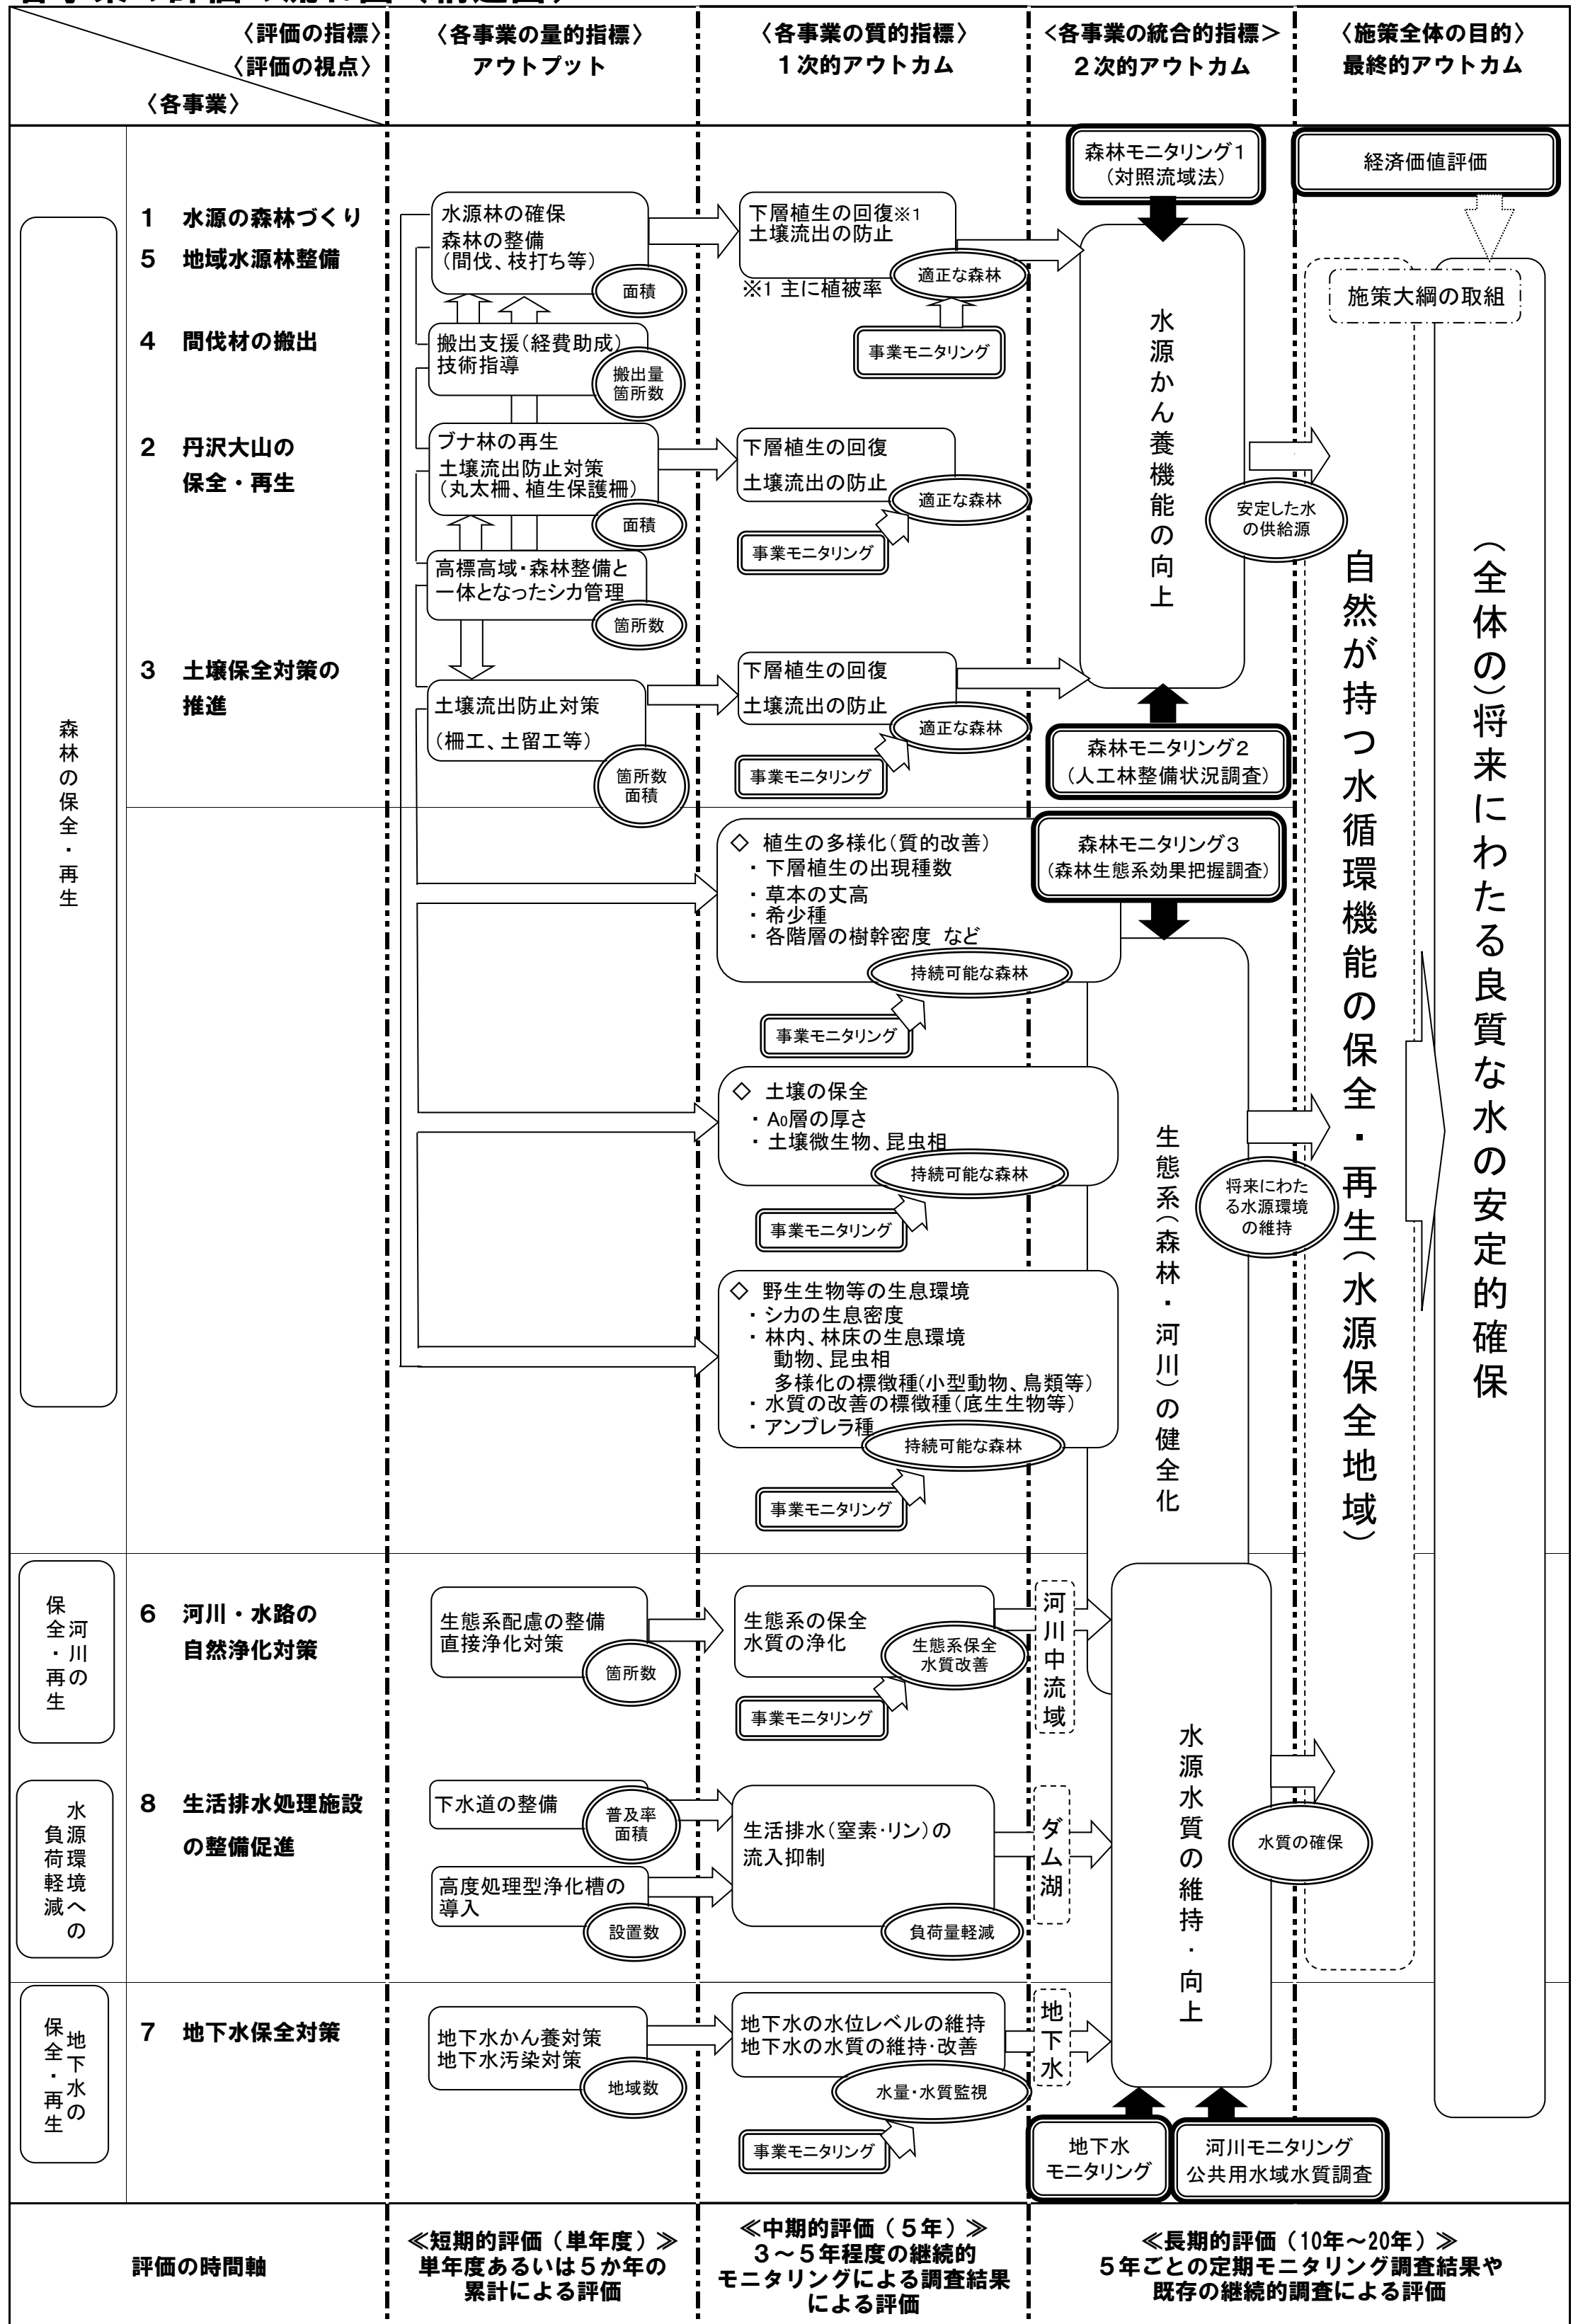 〈評価の指標〉
〈評価の視点〉
〈各事業〉
〈各事業の量的指標〉
アウトプット
〈各事業の質的指標〉
1次的アウトカム
<各事業の統合的指標>
2次的アウトカム
〈施策全体の目的〉
最終的アウトカム
森林の保全・再生
1 水源の森林づくり
5 地域水源林整備
4 間伐材の搬出
2 丹沢大山の
保全・再生
3 土壌保全対策の
推進
水源林の確保
森林の整備
(間伐、枝打ち等)
面積
搬出支援(経費助成)
技術指導
搬出量
箇所数
ブナ林の再生
土壌流出防止対策
(丸太柵、植生保護柵)
面積
高標高域・森林整備と
一体となったシカ管理
箇所数
土壌流出防止対策
(柵工、土留工等)
箇所数
面積
下層植生の回復※1
土壌流出の防止
適正な森林
※1 主に植被率
事業モニタリング
下層植生の回復
土壌流出の防止
適正な森林
事業モニタリング
下層植生の回復
土壌流出の防止
適正な森林
事業モニタリング
◇ 植生の多様化(質的改善)
・下層植生の出現種数
・草本の丈高
・希少種
・各階層の樹幹密度 など
持続可能な森林
事業モニタリング
◇ 土壌の保全
・A0層の厚さ
・土壌微生物、昆虫相
持続可能な森林
事業モニタリング
◇ 野生生物等の生息環境
・シカの生息密度
・林内、林床の生息環境
動物、昆虫相
多様化の標徴種(小型動物、鳥類等)
・水質の改善の標徴種(底生生物等)
・アンブレラ種
持続可能な森林
事業モニタリング
森林モニタリング1
(対照流域法)
水源かん養機能の向上
森林モニタリング2
(人工林整備状況調査)
森林モニタリング3
(森林生態系効果把握調査)
生態系(森林・河川)の健全化
経済価値評価
施策大綱の取組
安定した水
の供給源
将来にわた
る水源環境
の維持
自然が持つ水循環機能の保全・再生(水源保全地域)
(全体の)将来にわたる良質な水の安定的確保
河川の
保全・再生
6 河川・水路の
自然浄化対策
生態系配慮の整備
直接浄化対策
箇所数
生態系の保全
水質の浄化
生態系保全
水質改善
事業モニタリング
河川中流域
水源環境への
負荷軽減
8 生活排水処理施設
の整備促進
下水道の整備
普及率
面積
高度処理型浄化槽の
導入
設置数
生活排水(窒素・リン)の
流入抑制
負荷量軽減
ダム湖
水源水質の維持・向上
水質の確保
地下水の
保全・再生
7 地下水保全対策
地下水かん養対策
地下水汚染対策
地域数
地下水の水位レベルの維持
地下水の水質の維持・改善
水量・水質監視
事業モニタリング
地下水
地下水
モニタリング
河川モニタリング
公共用水域水質調査
評価の時間軸
≪短期的評価(単年度)≫
単年度あるいは5か年の
累計による評価
≪中期的評価(5年)≫
3～5年程度の継続的
モニタリングによる調査結果
による評価
≪長期的評価(10年～20年)≫
5年ごとの定期モニタリング調査結果や
既存の継続的調査による評価